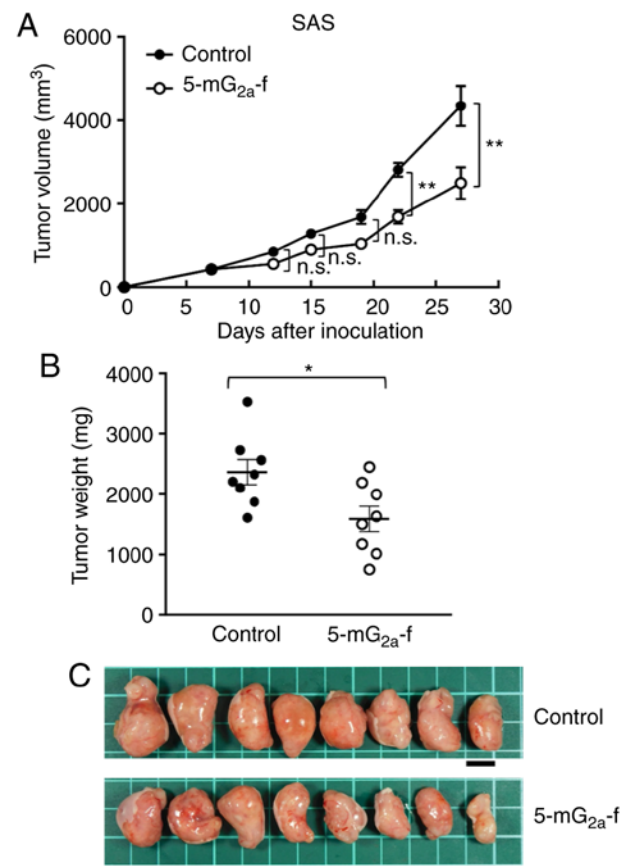 A
SAS
Control
5-mG2a-f
Tumor volume (mm3)
6000
4000
2000
0
n.s.
n.s.
n.s.
**
**
0 5 10 15 20 25 30
Days after inoculation
B
*
Tumor weight (mg)
4000
3000
2000
1000
0
Control 5-mG2a-f
C
Control
5-mG2a-f